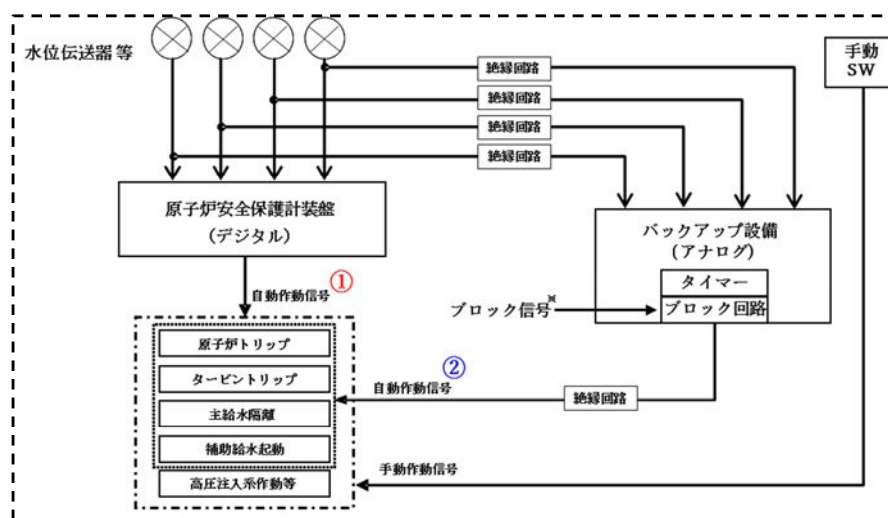 水位伝送器等
手動
SW
絶縁回路
絶縁回路
絶縁回路
絶縁回路
原子炉安全保護計装盤
(デジタル)
バックアップ設備
(アナログ)
タイマー
ブロック回路
ブロック信号※
自動作動信号
①
原子炉トリップ
タービントリップ
主給水隔離
補助給水起動
高圧注入系作動等
自動作動信号
②
絶縁回路
手動作動信号